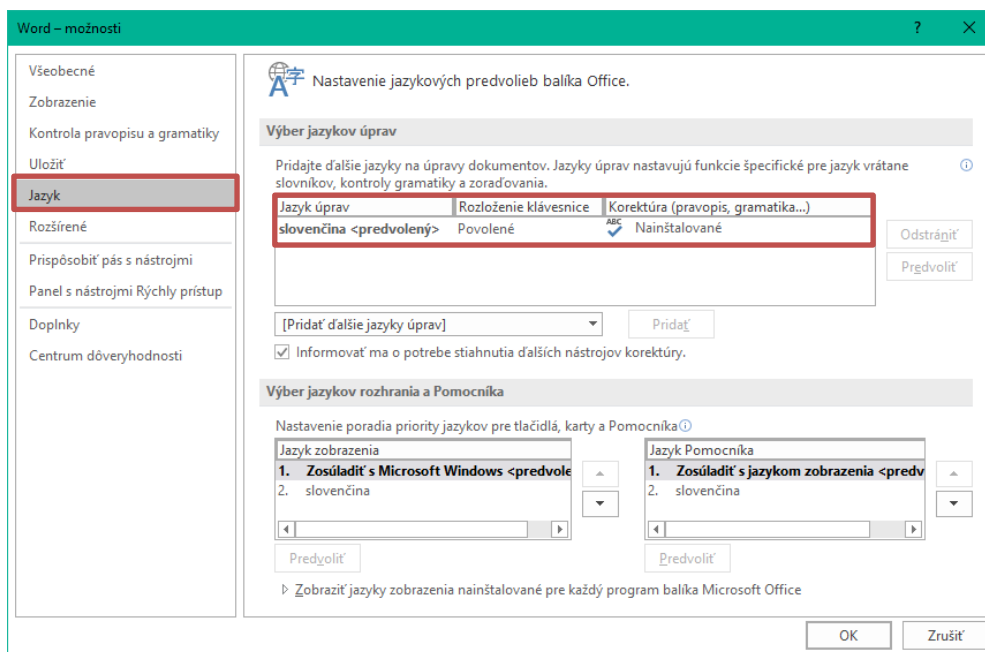 Word – možnosti
?
Všeobecné
Zobrazenie
Kontrola pravopisu a gramatiky
Uložiť
Jazyk
Rozšírené
Prispôsobiť pás s nástrojmi
Panel s nástrojmi Rýchly prístup
Doplnky
Centrum dôveryhodnosti
Nastavenie jazykových predvolieb balíka Office.
Výber jazykov úprav
Pridajte ďalšie jazyky na úpravy dokumentov. Jazyky úprav nastavujú funkcie špecifické pre jazyk vrátane
slovníkov, kontroly gramatiky a zoraďovania.
Jazyk úprav Rozloženie klávesnice Korektúra (pravopis, gramatika...)
slovenčina <predvolený> Povolené ABC Nainštalované
Odstrániť
Predvoliť
[Pridať ďalšie jazyky úprav] Pridať
Informovať ma o potrebe stiahnutia ďalších nástrojov korektúry.
Výber jazykov rozhrania a Pomocníka
Nastavenie poradia priority jazykov pre tlačidlá, karty a Pomocníka
Jazyk zobrazenia
1. Zosúladiť s Microsoft Windows <predvole
2. slovenčina
Predvoliť
Jazyk Pomocníka
1. Zosúladiť s jazykom zobrazenia <predv
2. slovenčina
Predvoliť
Zobraziť jazyky zobrazenia nainštalované pre každý program balíka Microsoft Office
OK Zrušiť